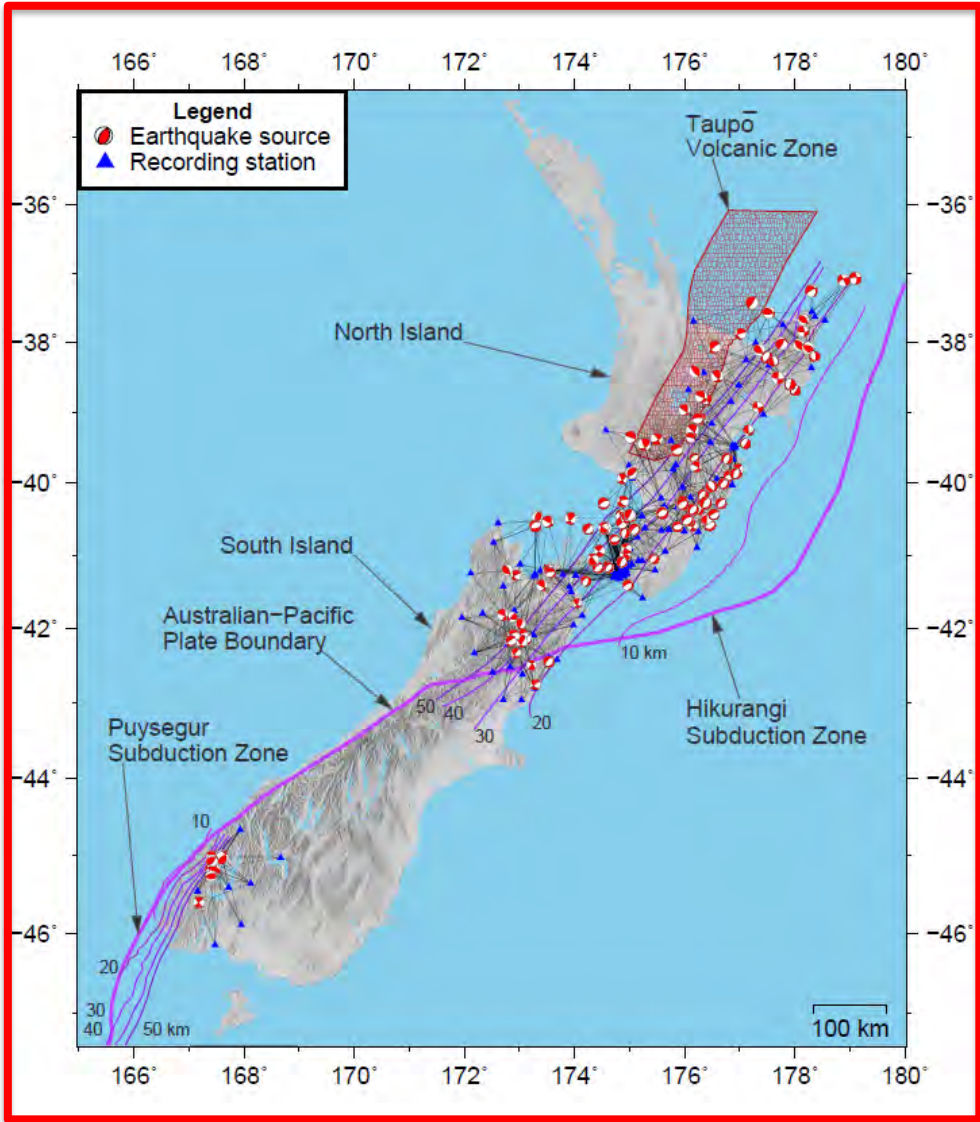 166° 168° 170° 172° 174° 176° 178° 180°
Legend
Earthquake source
Recording station
Taupō
Volcanic Zone
−36° −36°
North Island
−38° −38°
−40° −40°
South Island
Australian−Pacific
Plate Boundary
−42° −42°
10 km
50
40
30
20
Hikurangi
Subduction Zone
Puysegur
Subduction Zone
−44° −44°
10
−46° −46°
20
30
40
50 km
100 km
166° 168° 170° 172° 174° 176° 178° 180°